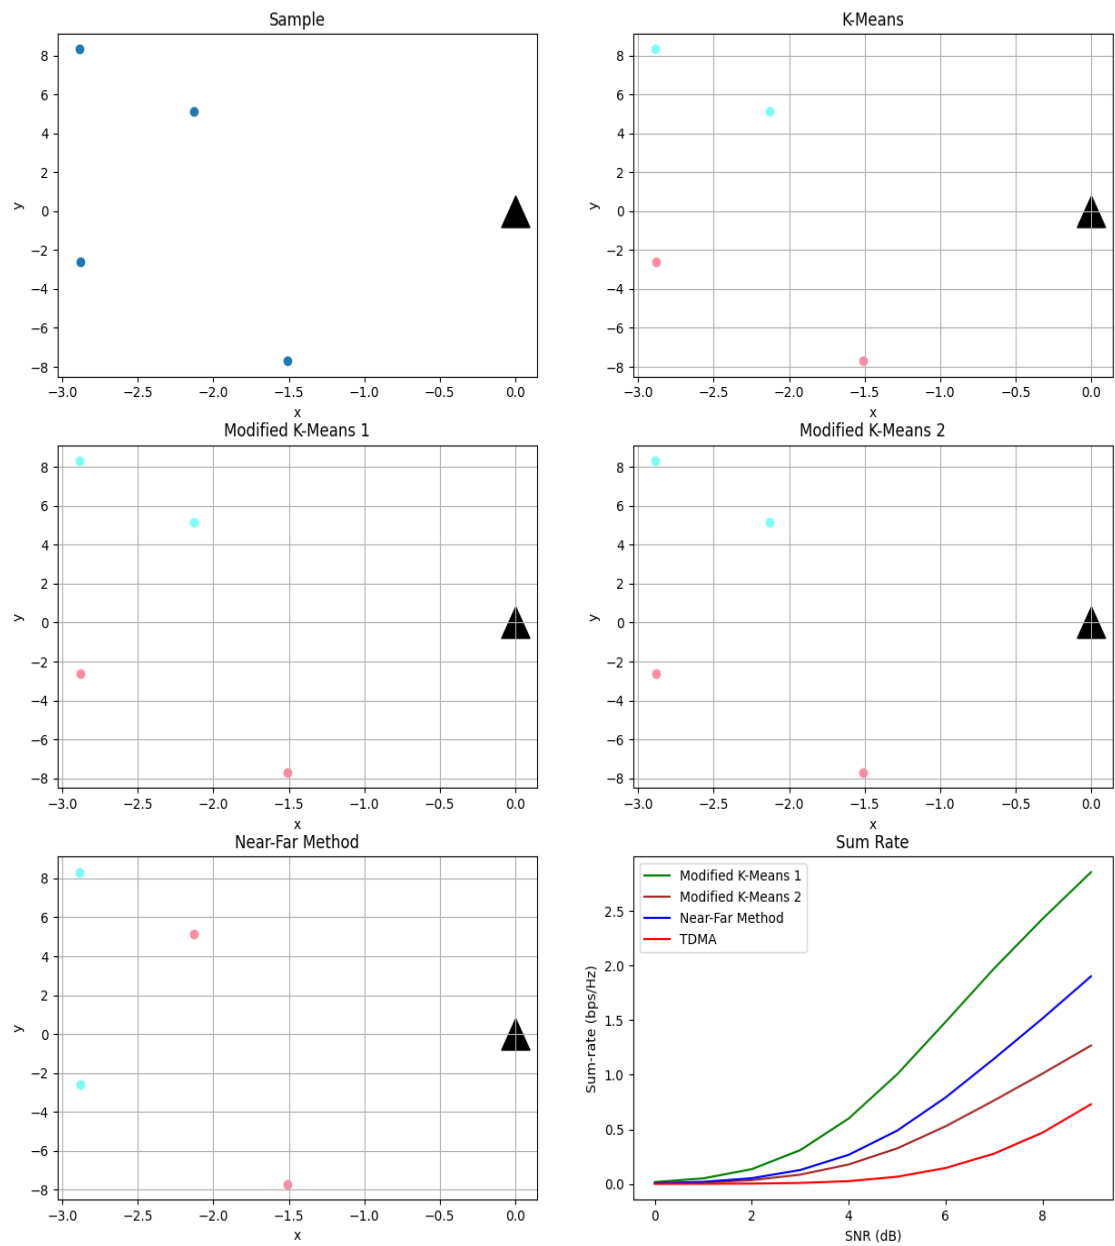 Sample
8
6
4
2
0
−2
−4
−6
−8
y
−3.0 −2.5 −2.0 −1.5 −1.0 −0.5 0.0
x
K-Means
8
6
4
2
0
−2
−4
−6
−8
y
−3.0 −2.5 −2.0 −1.5 −1.0 −0.5 0.0
x
Modified K-Means 1
8
6
4
2
0
−2
−4
−6
−8
y
−3.0 −2.5 −2.0 −1.5 −1.0 −0.5 0.0
x
Modified K-Means 2
8
6
4
2
0
−2
−4
−6
−8
y
−3.0 −2.5 −2.0 −1.5 −1.0 −0.5 0.0
x
Near-Far Method
8
6
4
2
0
−2
−4
−6
−8
y
−3.0 −2.5 −2.0 −1.5 −1.0 −0.5 0.0
x
Sum Rate
Modified K-Means 1
Modified K-Means 2
Near-Far Method
TDMA
2.5
2.0
1.5
1.0
0.5
0.0
Sum-rate (bps/Hz)
0 2 4 6 8
SNR (dB)